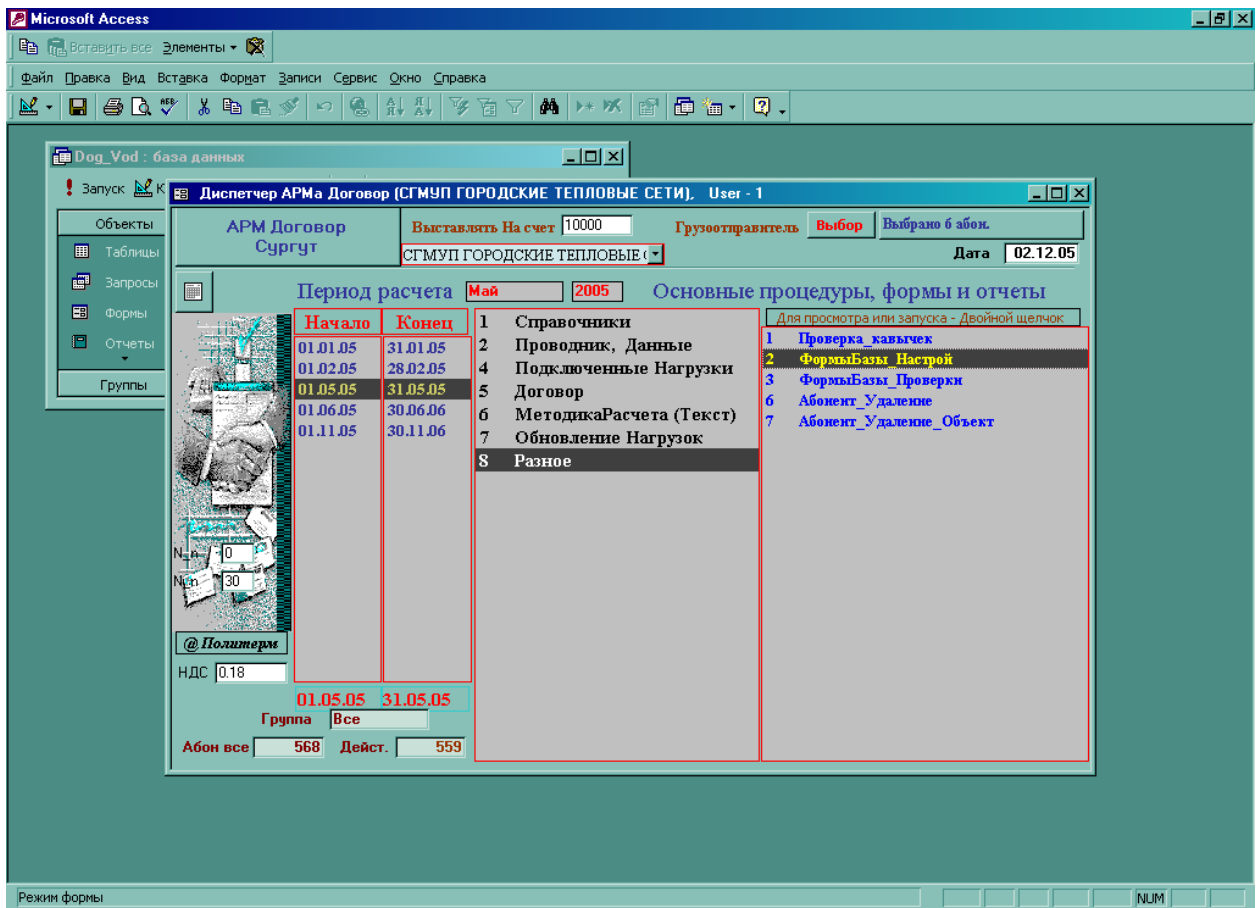 Microsoft Access
Вставить все Элементы
Файл Правка Вид Вставка Формат Записи Сервис Окно Справка
Dog_Vod : база данных
Запуск К
Объекты
Таблицы
Запросы
Формы
Отчеты
Группы
Диспетчер АРМа Договор (СГМУП ГОРОДСКИЕ ТЕПЛОВЫЕ СЕТИ), User - 1
АРМ Договор
Сургут
Выставлять На счет 10000 Грузоотправитель Выбор Выбрано 6 абон.
СГМУП ГОРОДСКИЕ ТЕПЛОВЫЕ Дата 02.12.05
Период расчета Май 2005 Основные процедуры, формы и отчеты
Начало Конец
01.01.05 31.01.05
01.02.05 28.02.05
01.05.05 31.05.05
01.06.05 30.06.06
01.11.05 30.11.06
1 Справочники
2 Проводник, Данные
4 Подключенные Нагрузки
5 Договор
6 МетодикаРасчета (Текст)
7 Обновление Нагрузок
8 Разное
Для просмотра или запуска - Двойной щелчок
1 Проверка_кавычек
2 ФормыБазы_Настрой
3 ФормыБазы_Проверки
6 Абонент_Удаление
7 Абонент_Удаление_Объект
N_n 0
30
@ Политерм
НДС 0.18
01.05.05 31.05.05
Группа Все
Абон все 568 Дейст. 559
Режим формы NUM